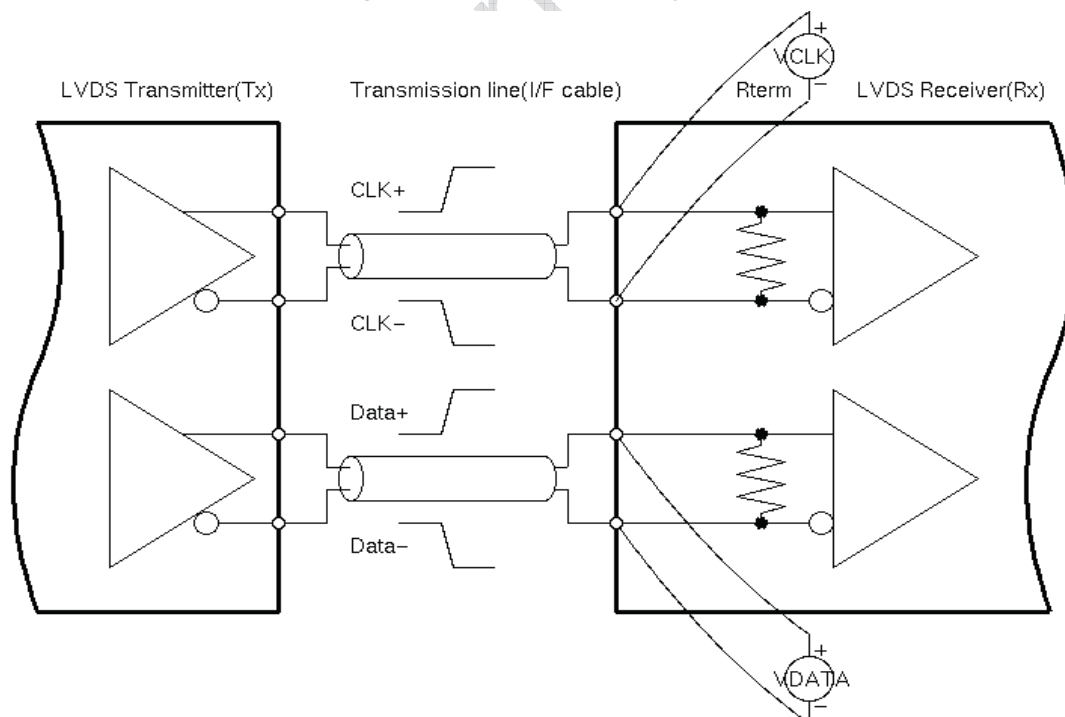 VCLK
+
−
LVDS Transmitter(Tx) Transmission line(I/F cable) Rterm LVDS Receiver(Rx)
CLK+
CLK−
Data+
Data−
+
VDATA
−